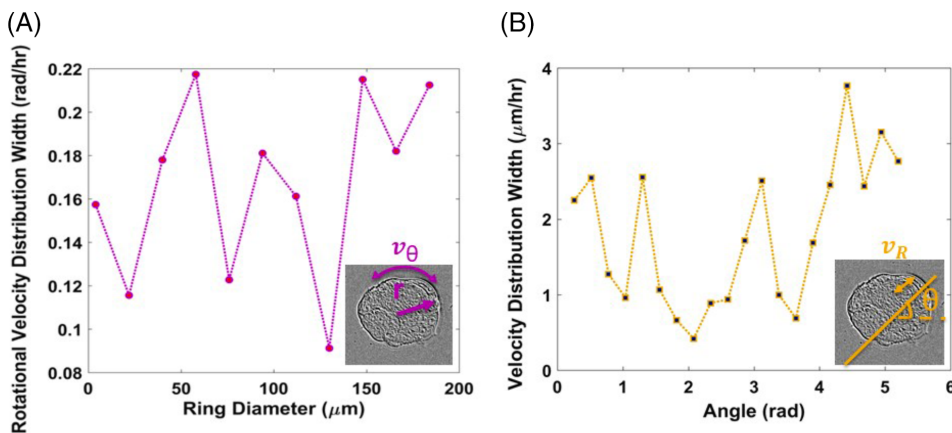 (A)
Rotational Velocity Distribution Width (rad/hr)
0.22
0.2
0.18
0.16
0.14
0.12
0.1
0.08
0
50
100
150
200
Ring Diameter (μm)
vθ
r
(B)
Velocity Distribution Width (μm/hr)
4
3
2
1
0
0
1
2
3
4
5
6
Angle (rad)
vR
θ